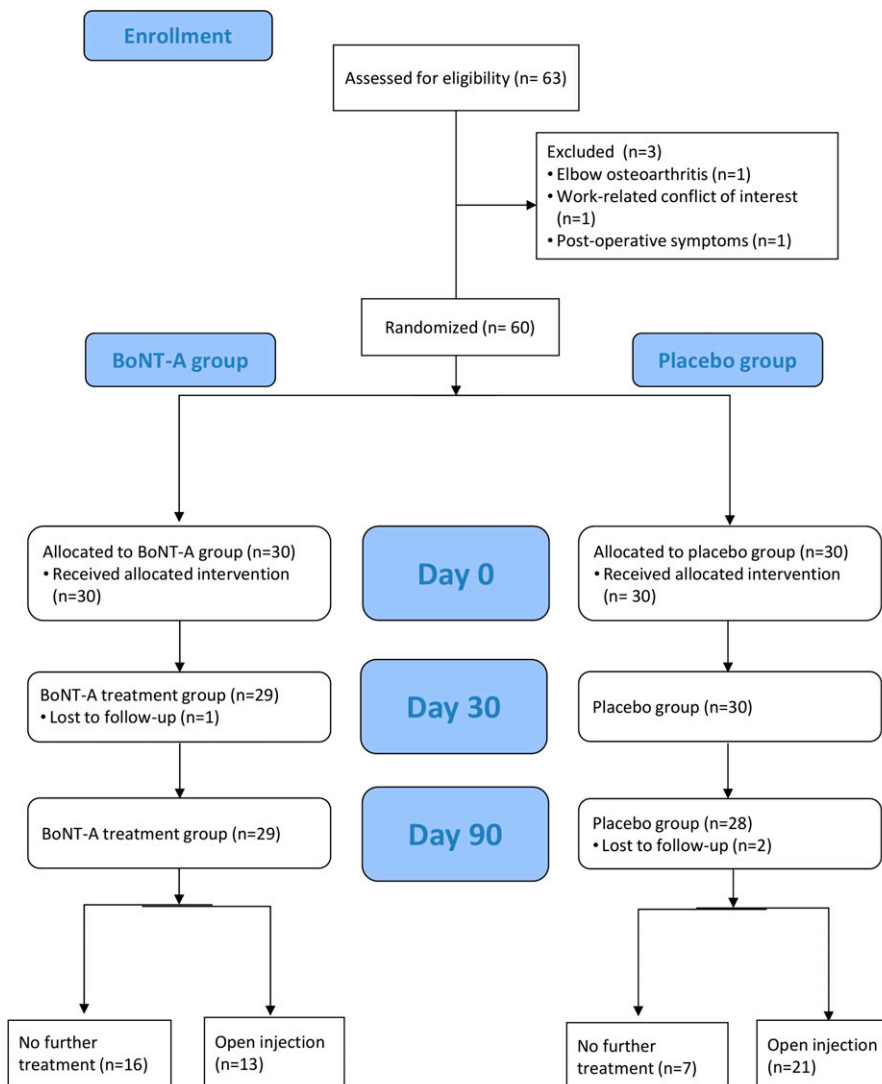 Enrollment
Assessed for eligibility (n= 63)
Excluded  (n=3)
• Elbow osteoarthritis (n=1)
• Work-related conflict of interest
(n=1)
• Post-operative symptoms (n=1)
Randomized (n= 60)
BoNT-A group
Placebo group
Allocated to BoNT-A group (n=30)
• Received allocated intervention
(n=30)
Day 0
Allocated to placebo group (n=30)
• Received allocated intervention
(n= 30)
BoNT-A treatment group (n=29)
• Lost to follow-up (n=1)
Day 30
Placebo group (n=30)
BoNT-A treatment group (n=29)
Day 90
Placebo group (n=28)
• Lost to follow-up (n=2)
No further
treatment (n=16)
Open injection
(n=13)
No further
treatment (n=7)
Open injection
(n=21)